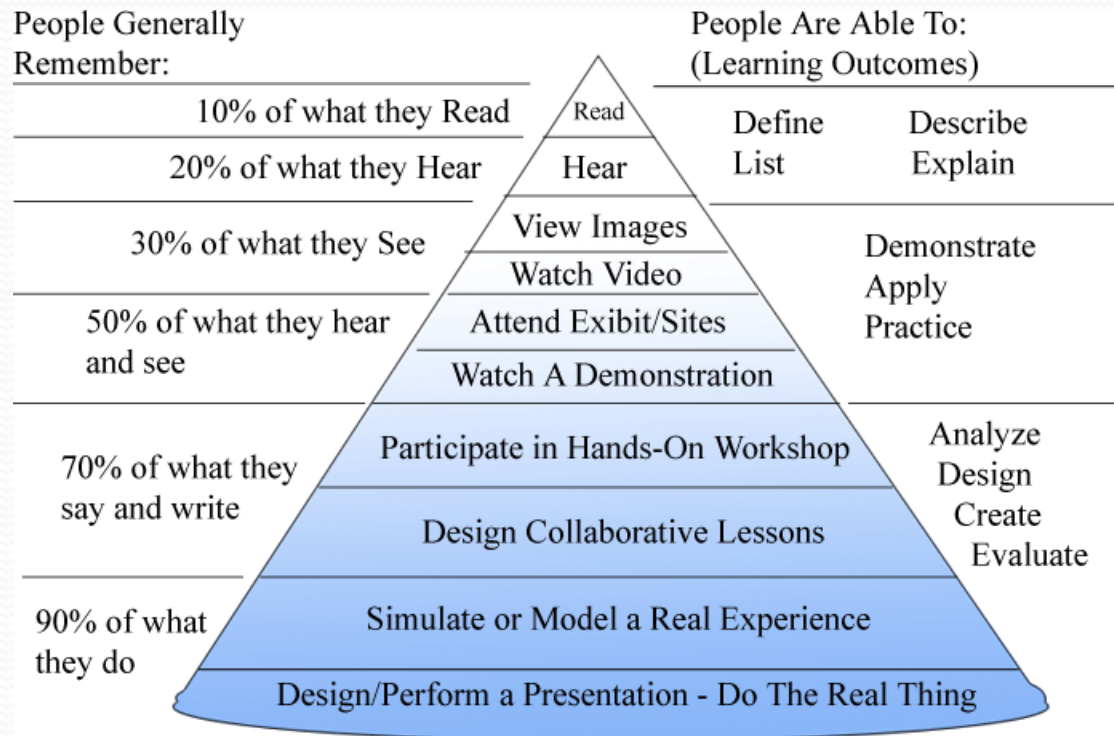 People Generally
Remember:
People Are Able To:
(Learning Outcomes)
10% of what they Read
Read
Define
Describe
List
Explain
20% of what they Hear
Hear
30% of what they See
View Images
Watch Video
Demonstrate
Apply
Practice
50% of what they hear
and see
Attend Exibit/Sites
Watch A Demonstration
70% of what they
say and write
Participate in Hands-On Workshop
Design Collaborative Lessons
Analyze
Design
Create
Evaluate
90% of what
they do
Simulate or Model a Real Experience
Design/Perform a Presentation - Do The Real Thing